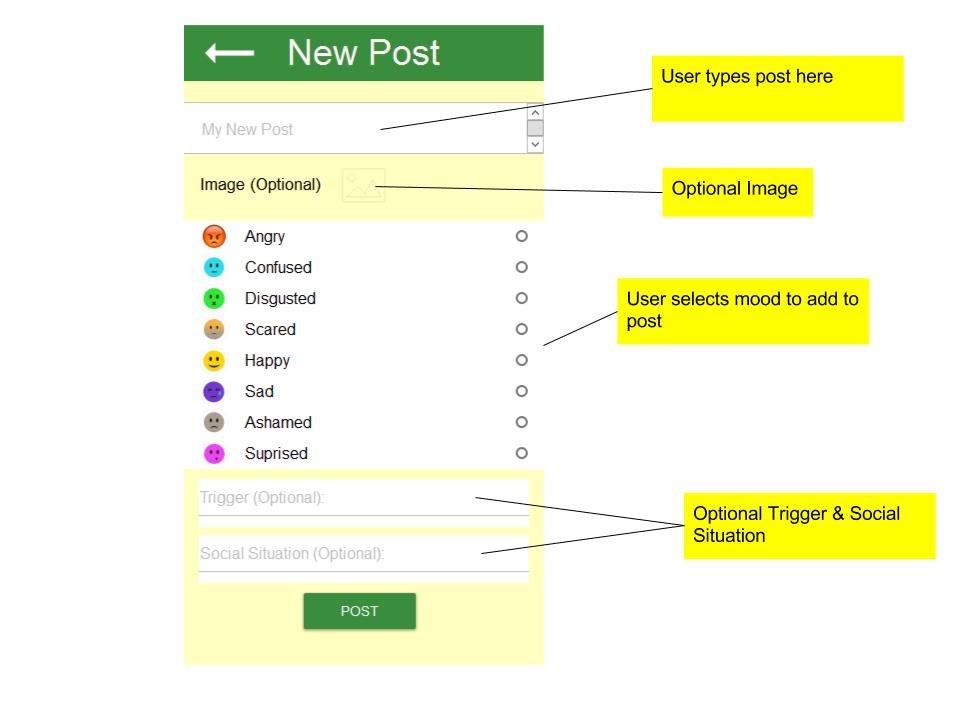 New Post
User types post here
My New Post
Image (Optional)
Optional Image
Angry
Confused
Disgusted
User selects mood to add to
post
Scared
Happy
Sad
Ashamed
Suprised
Trigger (Optional):
Optional Trigger & Social
Situation
Social Situation (Optional):
POST